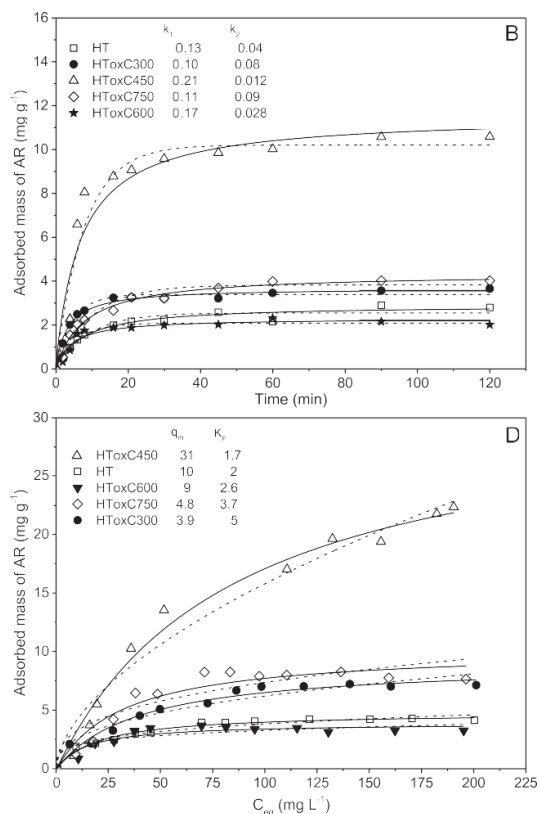 B
k1 k2
HT 0.13 0.04
HToxC300 0.10 0.08
HToxC450 0.21 0.012
HToxC750 0.11 0.09
HToxC600 0.17 0.028
16
14
12
10
8
6
4
2
0
Adsorbed mass of AR (mg g⁻¹)
0 20 40 60 80 100 120
Time (min)
D
qm KF
HToxC450 31 1.7
HT 10 2
HToxC600 9 2.6
HToxC750 4.8 3.7
HToxC300 3.9 5
30
25
20
15
10
5
0
Adsorbed mass of AR (mg g⁻¹)
0 25 50 75 100 125 150 175 200 225
Ceq (mg L⁻¹)